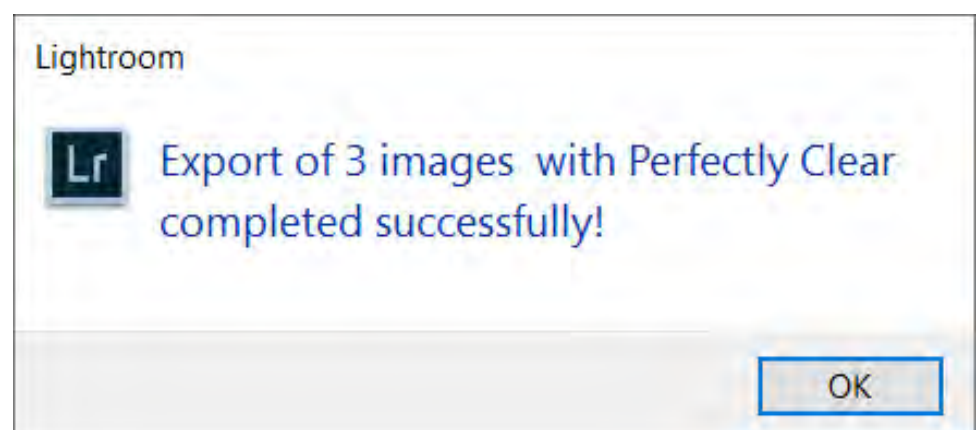 Lightroom
Lr
Export of 3 images  with Perfectly Clear
completed successfully!
OK